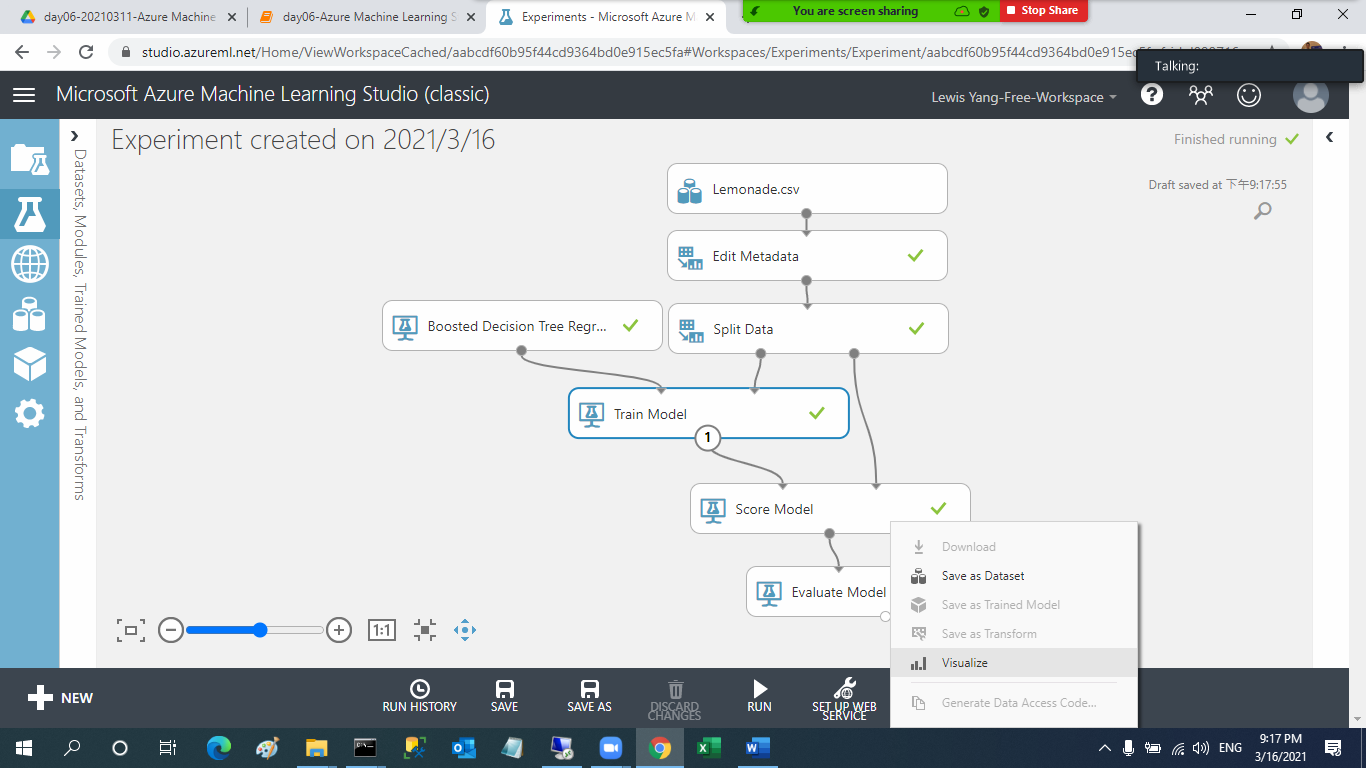 day06-20210311-Azure Machine
day06-Azure Machine Learning S
Experiments - Microsoft Azure M
You are screen sharing
Stop Share
studio.azureml.net/Home/ViewWorkspaceCached/aabcdf60b95f44cd9364bd0e915ec5fa#Workspaces/Experiments/Experiment/aabcdf60b95f44cd9364bd0e915ec5
Talking:
Microsoft Azure Machine Learning Studio (classic)
Lewis Yang-Free-Workspace
?
Experiment created on 2021/3/16
Finished running
Draft saved at 下午9:17:55
Datasets, Modules, Trained Models, and Transforms
Lemonade.csv
Edit Metadata
Boosted Decision Tree Regr...
Split Data
Train Model
1
Score Model
Evaluate Model
Download
Save as Dataset
Save as Trained Model
Save as Transform
Visualize
Generate Data Access Code...
1:1
NEW
RUN HISTORY
SAVE
SAVE AS
DISCARD
CHANGES
RUN
SET UP WEB
SERVICE
ENG
9:17 PM
3/16/2021